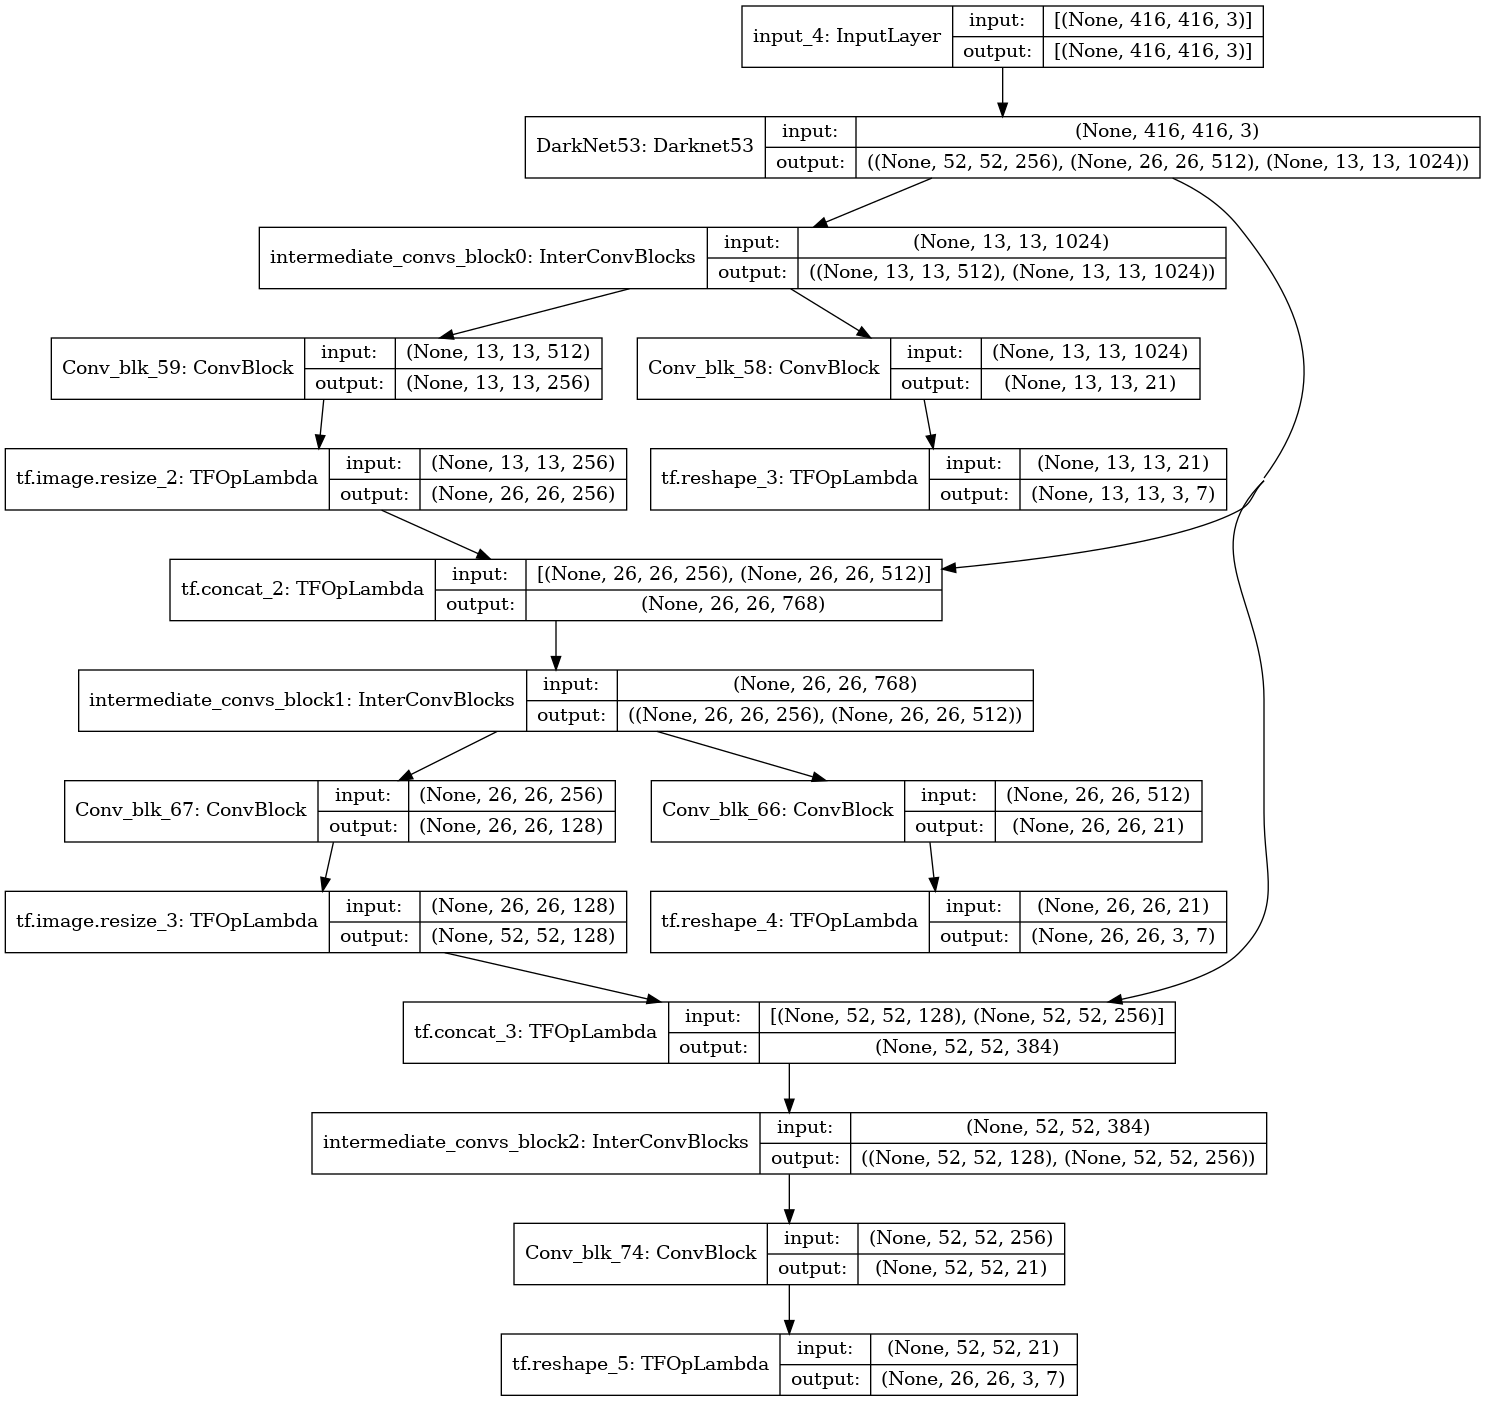 input_4: InputLayer
input: [(None, 416, 416, 3)]
output: [(None, 416, 416, 3)]
DarkNet53: Darknet53
input: (None, 416, 416, 3)
output: ((None, 52, 52, 256), (None, 26, 26, 512), (None, 13, 13, 1024))
intermediate_convs_block0: InterConvBlocks
input: (None, 13, 13, 1024)
output: ((None, 13, 13, 512), (None, 13, 13, 1024))
Conv_blk_59: ConvBlock
input: (None, 13, 13, 512)
output: (None, 13, 13, 256)
Conv_blk_58: ConvBlock
input: (None, 13, 13, 1024)
output: (None, 13, 13, 21)
tf.image.resize_2: TFOpLambda
input: (None, 13, 13, 256)
output: (None, 26, 26, 256)
tf.reshape_3: TFOpLambda
input: (None, 13, 13, 21)
output: (None, 13, 13, 3, 7)
tf.concat_2: TFOpLambda
input: [(None, 26, 26, 256), (None, 26, 26, 512)]
output: (None, 26, 26, 768)
intermediate_convs_block1: InterConvBlocks
input: (None, 26, 26, 768)
output: ((None, 26, 26, 256), (None, 26, 26, 512))
Conv_blk_67: ConvBlock
input: (None, 26, 26, 256)
output: (None, 26, 26, 128)
Conv_blk_66: ConvBlock
input: (None, 26, 26, 512)
output: (None, 26, 26, 21)
tf.image.resize_3: TFOpLambda
input: (None, 26, 26, 128)
output: (None, 52, 52, 128)
tf.reshape_4: TFOpLambda
input: (None, 26, 26, 21)
output: (None, 26, 26, 3, 7)
tf.concat_3: TFOpLambda
input: [(None, 52, 52, 128), (None, 52, 52, 256)]
output: (None, 52, 52, 384)
intermediate_convs_block2: InterConvBlocks
input: (None, 52, 52, 384)
output: ((None, 52, 52, 128), (None, 52, 52, 256))
Conv_blk_74: ConvBlock
input: (None, 52, 52, 256)
output: (None, 52, 52, 21)
tf.reshape_5: TFOpLambda
input: (None, 52, 52, 21)
output: (None, 26, 26, 3, 7)